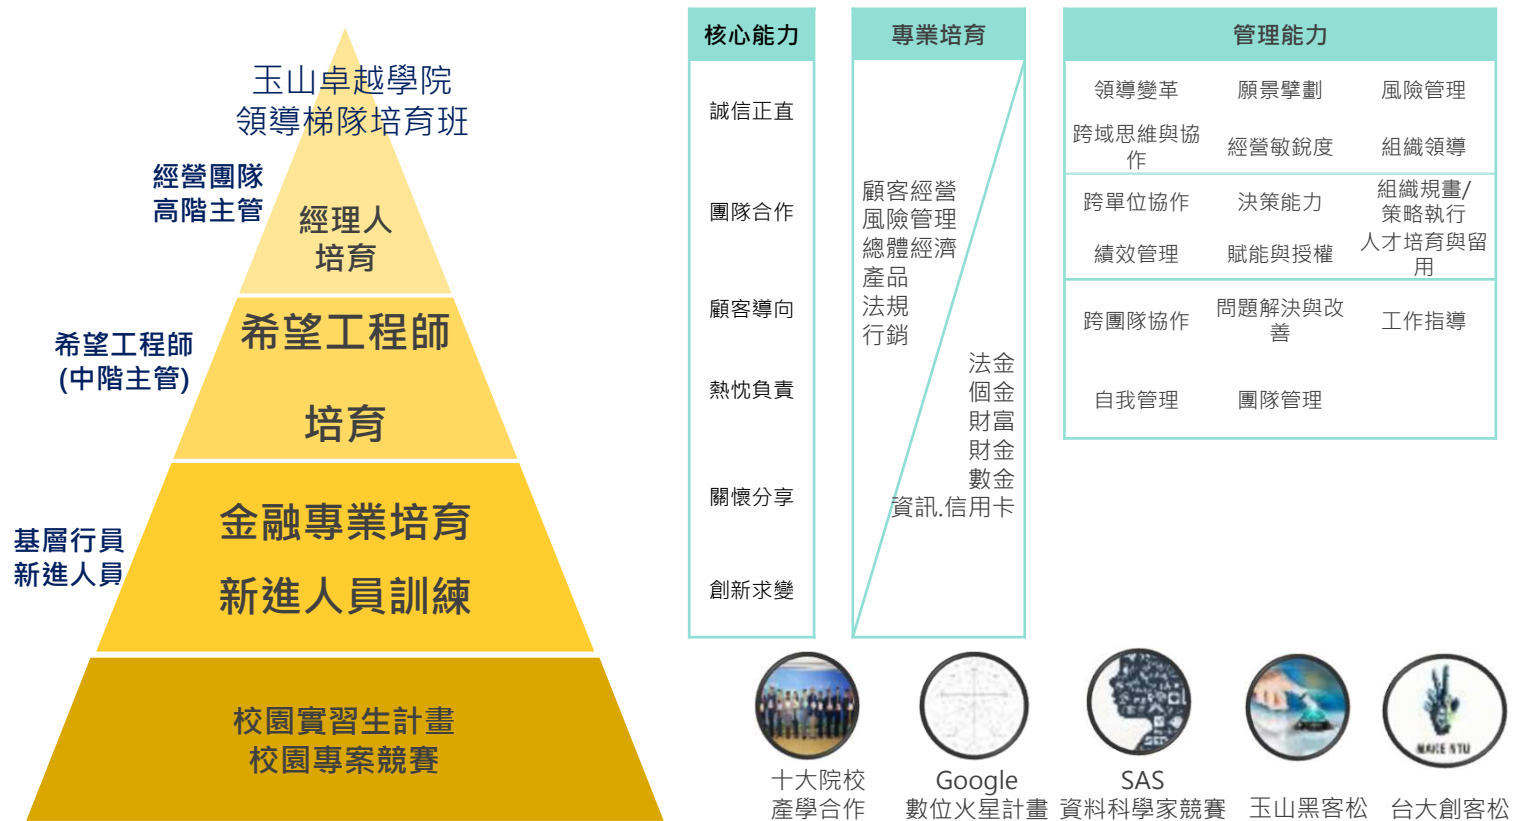 玉山卓越學院
領導梯隊培育班
經營團隊
高階主管
經理人
培育
希望工程師
(中階主管)
希望工程師
培育
基層行員
新進人員
金融專業培育
新進人員訓練
校園實習生計畫
校園專案競賽
核心能力
誠信正直
團隊合作
顧客導向
熱忱負責
關懷分享
創新求變
專業培育
顧客經營
風險管理
總體經濟
產品
法規
行銷
法金
個金
財富
財金
數金
資訊.信用卡
管理能力
領導變革
願景擘劃
風險管理
跨域思維與協
作
經營敏銳度
組織領導
跨單位協作
決策能力
組織規畫/
策略執行
績效管理
賦能與授權
人才培育與留
用
跨團隊協作
問題解決與改
善
工作指導
自我管理
團隊管理
十大院校
產學合作
Google
數位火星計畫
SAS
資料科學家競賽
玉山黑客松
MAKE NTU
台大創客松